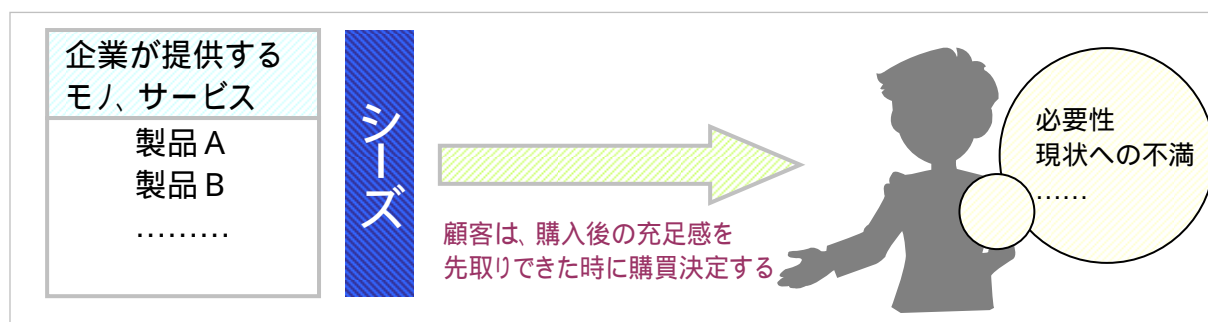 企業が提供する
モノ、サービス
製品A
製品B
………
シーズ
顧客は、購入後の充足感を
先取りできた時に購買決定する
必要性
現状への不満
……